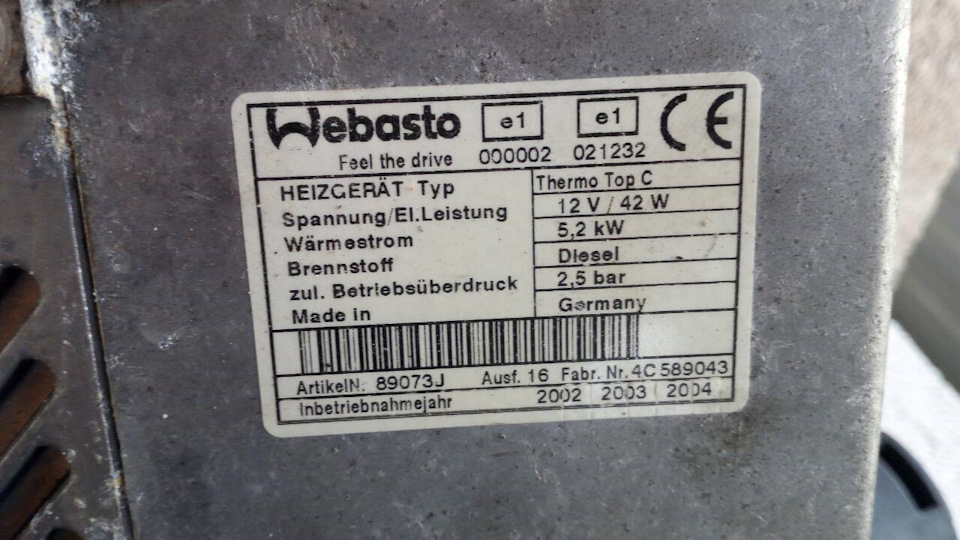 Webasto e1 e1 CE
Feel the drive 000002 021232
HEIZGERÄT Typ Thermo Top C
Spannung/El.Leistung 12 V / 42 W
Wärmestrom 5,2 kW
Brennstoff Diesel
zul. Betriebsüberdruck 2,5 bar
Made in Germany
ArtikelN. 89073J Ausf. 16 Fabr. Nr. 4C 589043
Inbetriebnahmejahr 2002 2003 2004